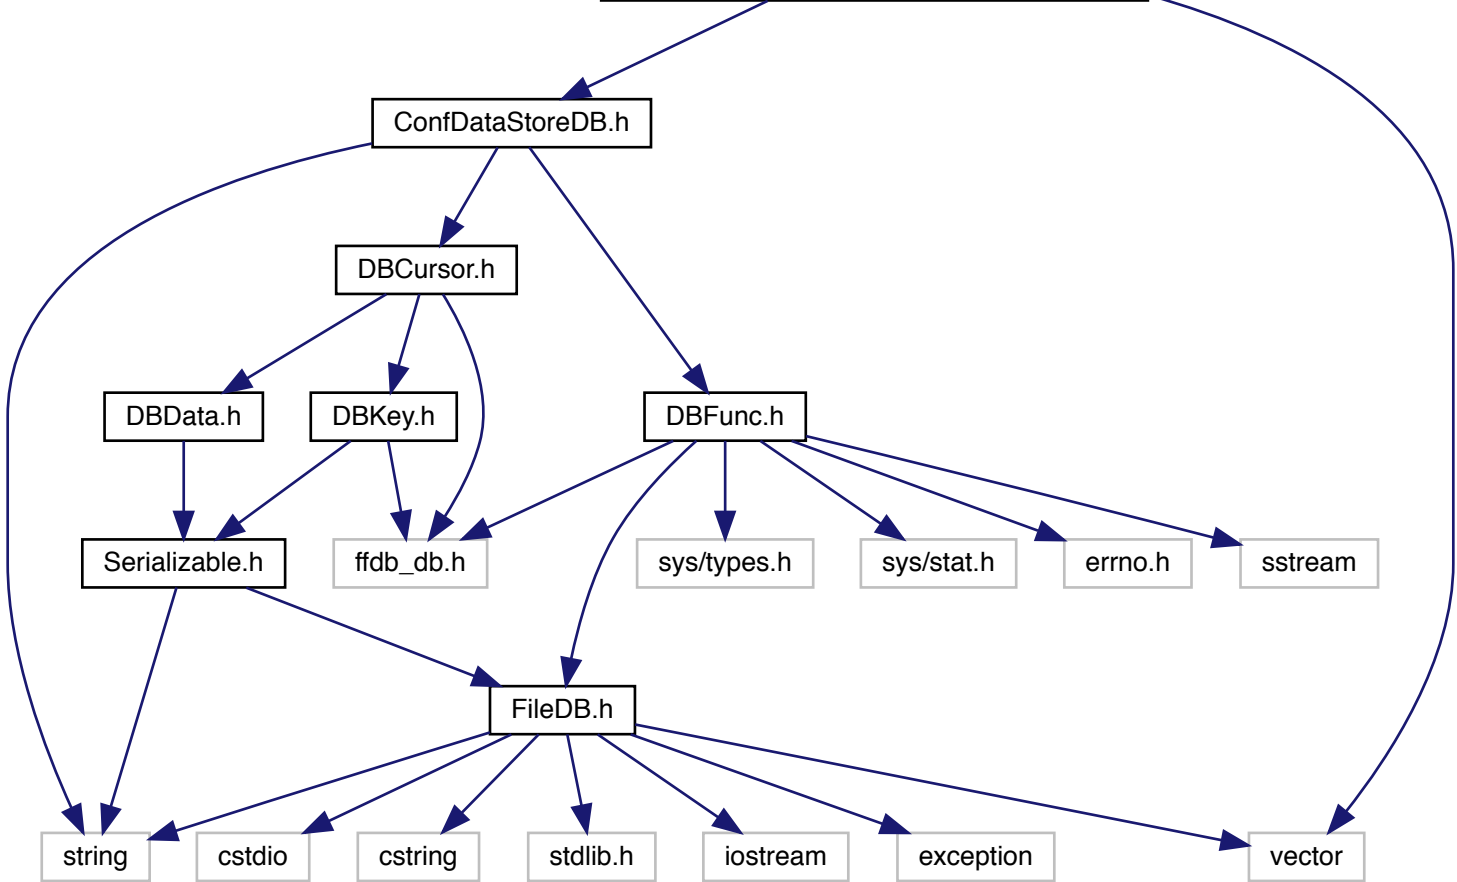 ConfDataStoreDB.h
DBCursor.h
DBData.h
DBKey.h
DBFunc.h
Serializable.h
ffdb_db.h
sys/types.h
sys/stat.h
errno.h
sstream
FileDB.h
string
cstdio
cstring
stdlib.h
iostream
exception
vector